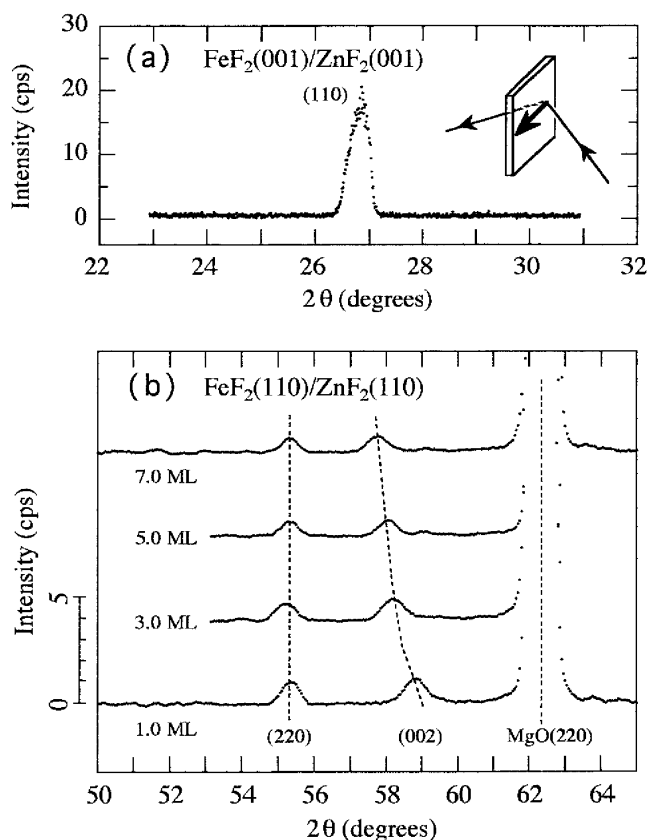 30
(a) FeF₂(001)/ZnF₂(001)
(110)
20
10
0
Intensity (cps)
22 24 26 28 30 32
2θ (degrees)
(b) FeF₂(110)/ZnF₂(110)
7.0 ML
5.0 ML
5
3.0 ML
0
1.0 ML
(220) (002) MgO(220)
Intensity (cps)
50 52 54 56 58 60 62 64
2θ (degrees)